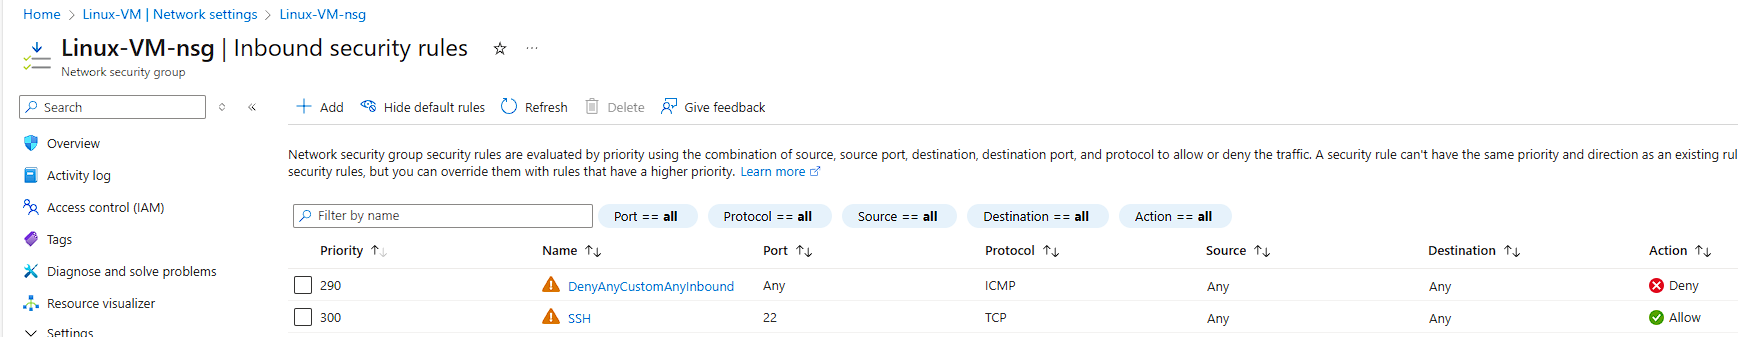 Home > Linux-VM | Network settings > Linux-VM-nsg
Linux-VM-nsg | Inbound security rules
Network security group
Search
Add Hide default rules Refresh Delete Give feedback
Overview
Activity log
Access control (IAM)
Tags
Diagnose and solve problems
Resource visualizer
Settings
Network security group security rules are evaluated by priority using the combination of source, source port, destination, destination port, and protocol to allow or deny the traffic. A security rule can't have the same priority and direction as an existing rul
security rules, but you can override them with rules that have a higher priority. Learn more
Filter by name Port == all Protocol == all Source == all Destination == all Action == all
Priority Name Port Protocol Source Destination Action
290 DenyAnyCustomAnyInbound Any ICMP Any Any Deny
300 SSH 22 TCP Any Any Allow